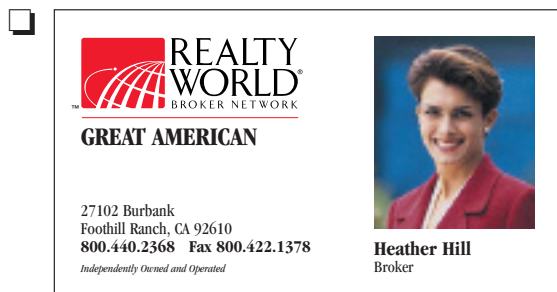 REALTY
WORLD®
BROKER NETWORK
™
GREAT AMERICAN
27102 Burbank
Foothill Ranch, CA 92610
800.440.2368 Fax 800.422.1378
Independently Owned and Operated
Heather Hill
Broker